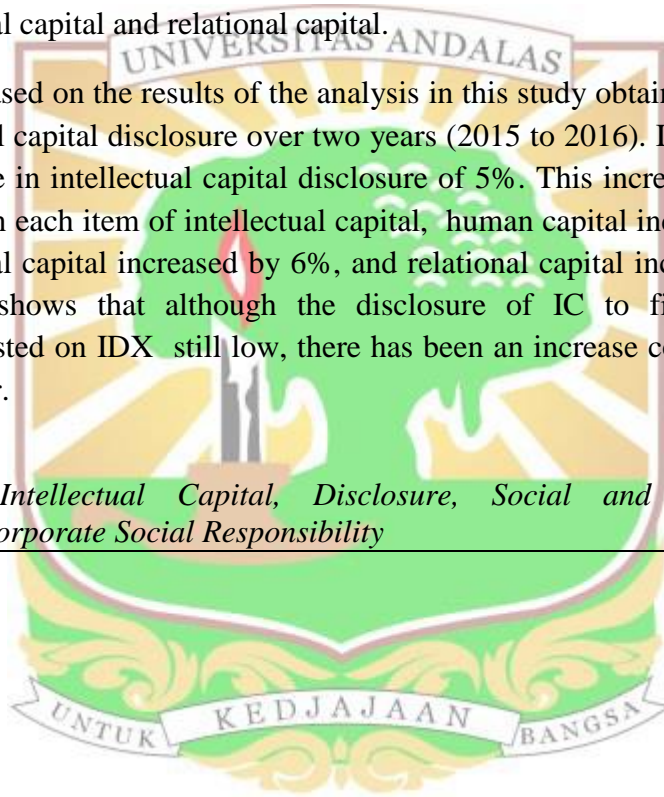 al capital and relational capital.
UNIVERSITAS ANDALAS
ased on the results of the analysis in this study obtain
l capital disclosure over two years (2015 to 2016). I
e in intellectual capital disclosure of 5%. This incre
n each item of intellectual capital, human capital inc
al capital increased by 6%, and relational capital inc
shows that although the disclosure of IC to fi
sted on IDX still low, there has been an increase co
r.
Intellectual Capital, Disclosure, Social and
orporate Social Responsibility
UNTUK KEDJAJAAN BANGSA